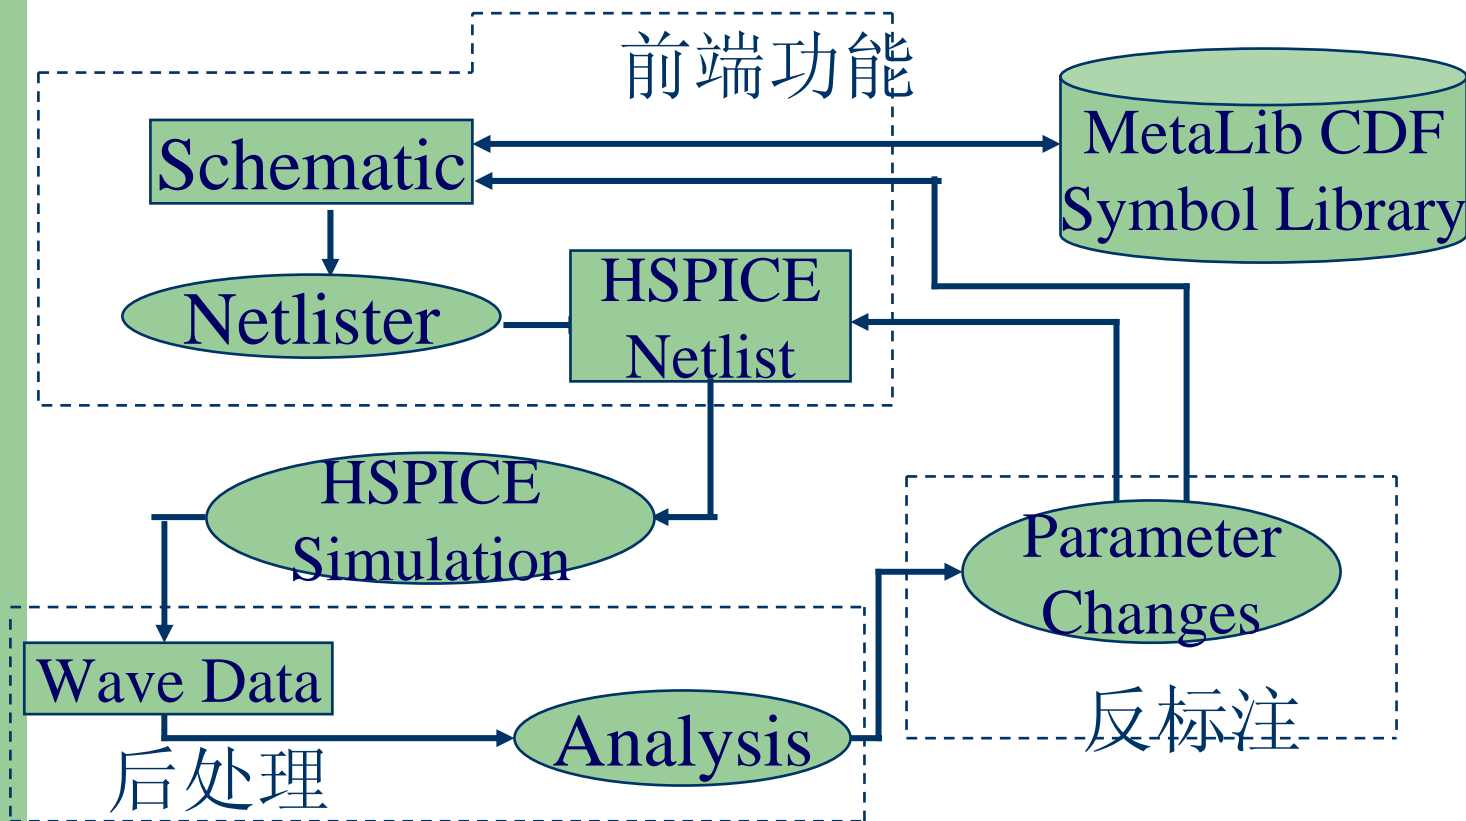 前端功能
MetaLib CDF
Symbol Library
Schematic
Netlister
HSPICE
Netlist
HSPICE
Simulation
Parameter
Changes
反标注
Wave Data
Analysis
后处理